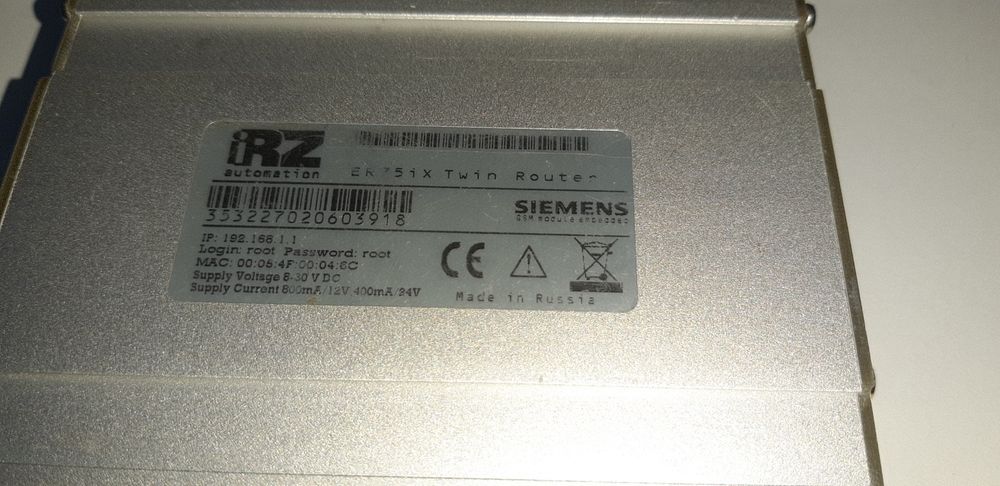 iRZ
automation
ER75iX Twin Router
353227020603918
SIEMENS
GSM module embedded
IP: 192.168.1.1
Login: root Password: root
MAC: 00:05:4F:00:04:6C
Supply Voltage 8-30 V DC
Supply Current 800mA/12V 400mA/24V
CE
Made in Russia